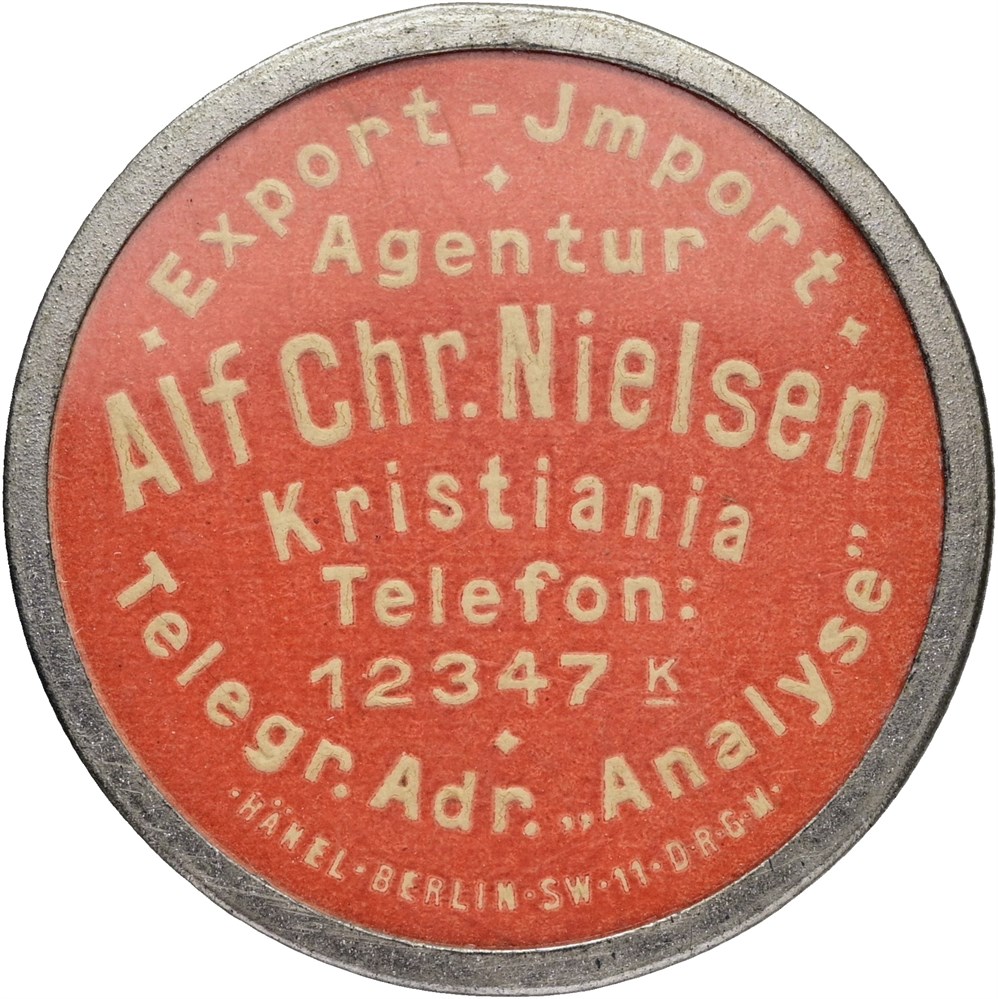 Export - Jmport
Agentur
Alf Chr. Nielsen
Kristiania
Telefon:
12347 K
Telegr. Adr. „Analyse”
·HÄNEL·BERLIN·SW·11·D·R·G·M·